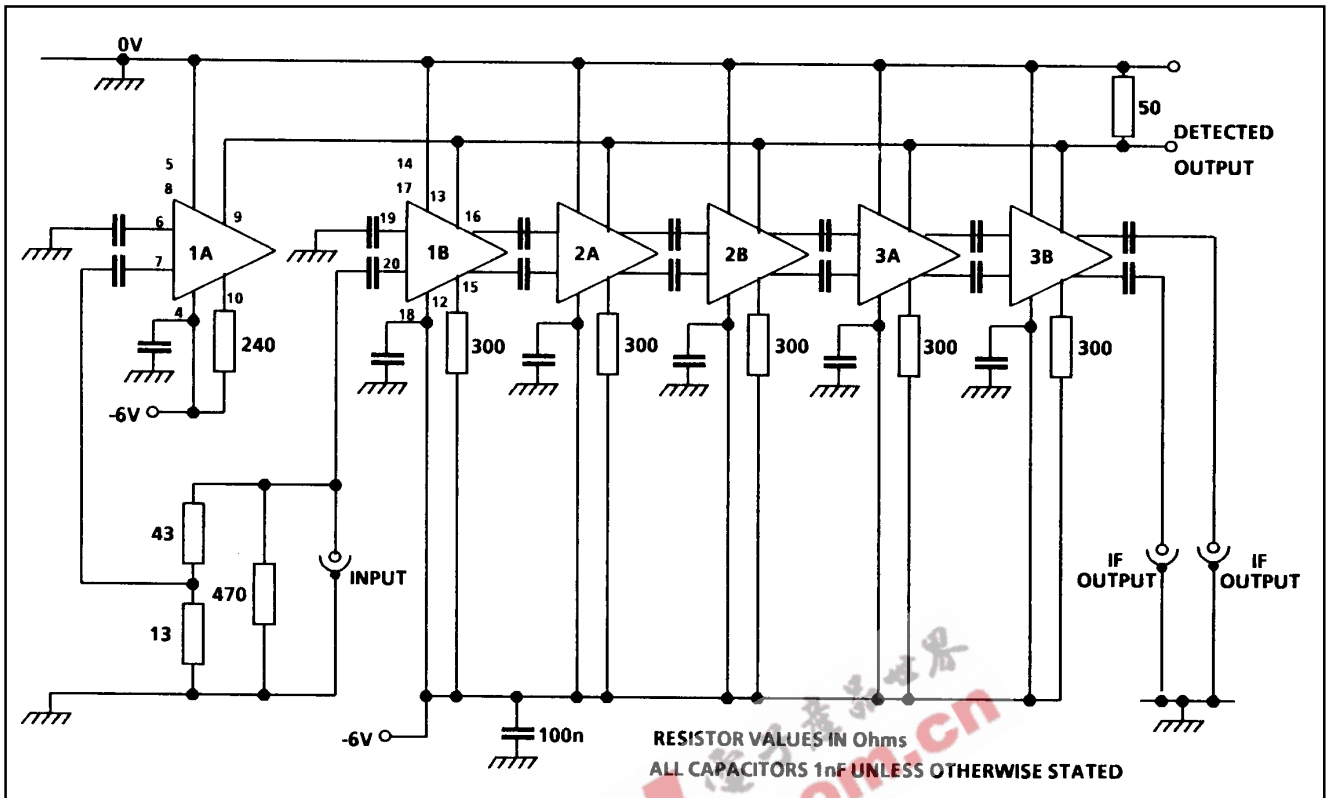 0V
50
DETECTED
OUTPUT
5
8
6
7
9
1A
10
4
240
-6V
14
17
13
19
20
16
1B
15
12
18
300
2A
300
2B
300
3A
300
3B
300
43
13
470
INPUT
IF
OUTPUT
IF
OUTPUT
-6V
100n
RESISTOR VALUES IN Ohms
ALL CAPACITORS 1nF UNLESS OTHERWISE STATED
om.cn